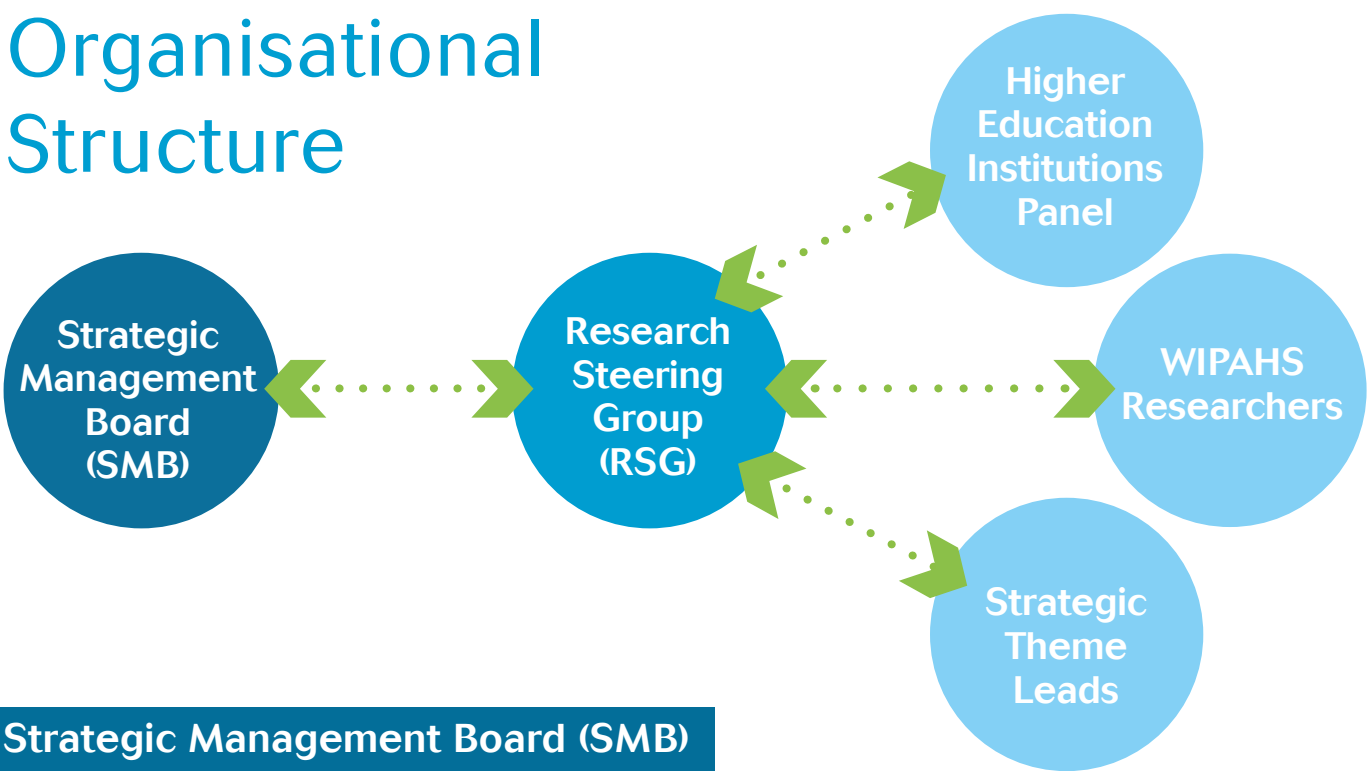 Organisational
Structure
Higher
Education
Institutions
Panel
Strategic
Management
Board
(SMB)
Research
Steering
Group
(RSG)
WIPAHS
Researchers
Strategic
Theme
Leads
Strategic Management Board (SMB)